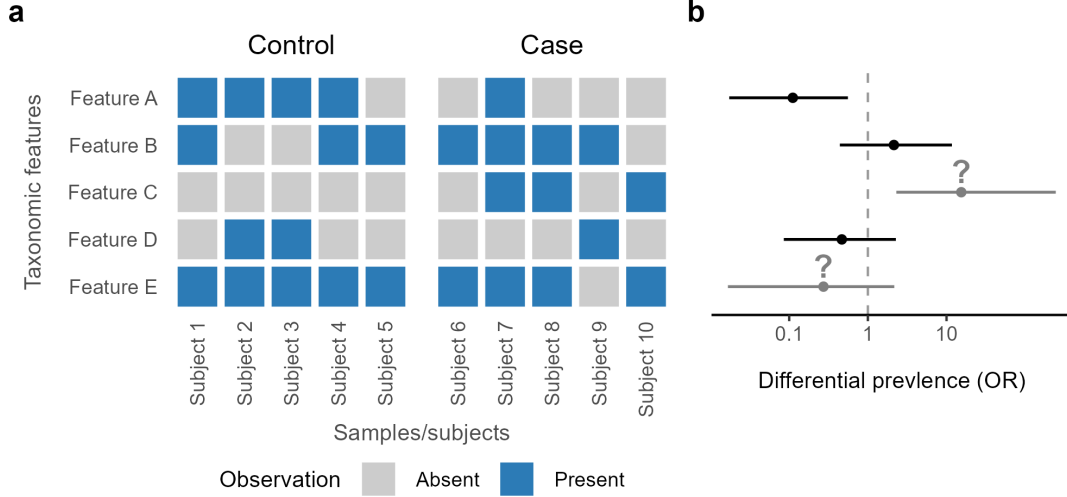 a
b
Control
Case
Taxonomic features
Feature A
Feature B
Feature C
Feature D
Feature E
Subject 1
Subject 2
Subject 3
Subject 4
Subject 5
Subject 6
Subject 7
Subject 8
Subject 9
Subject 10
Samples/subjects
Observation
Absent
Present
?
?
0.1
1
10
Differential prevlence (OR)